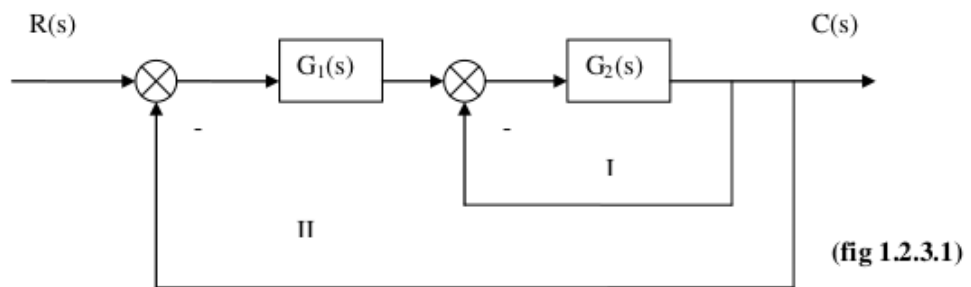 R(s)
C(s)
G₁(s)
G₂(s)
-
-
I
II
(fig 1.2.3.1)